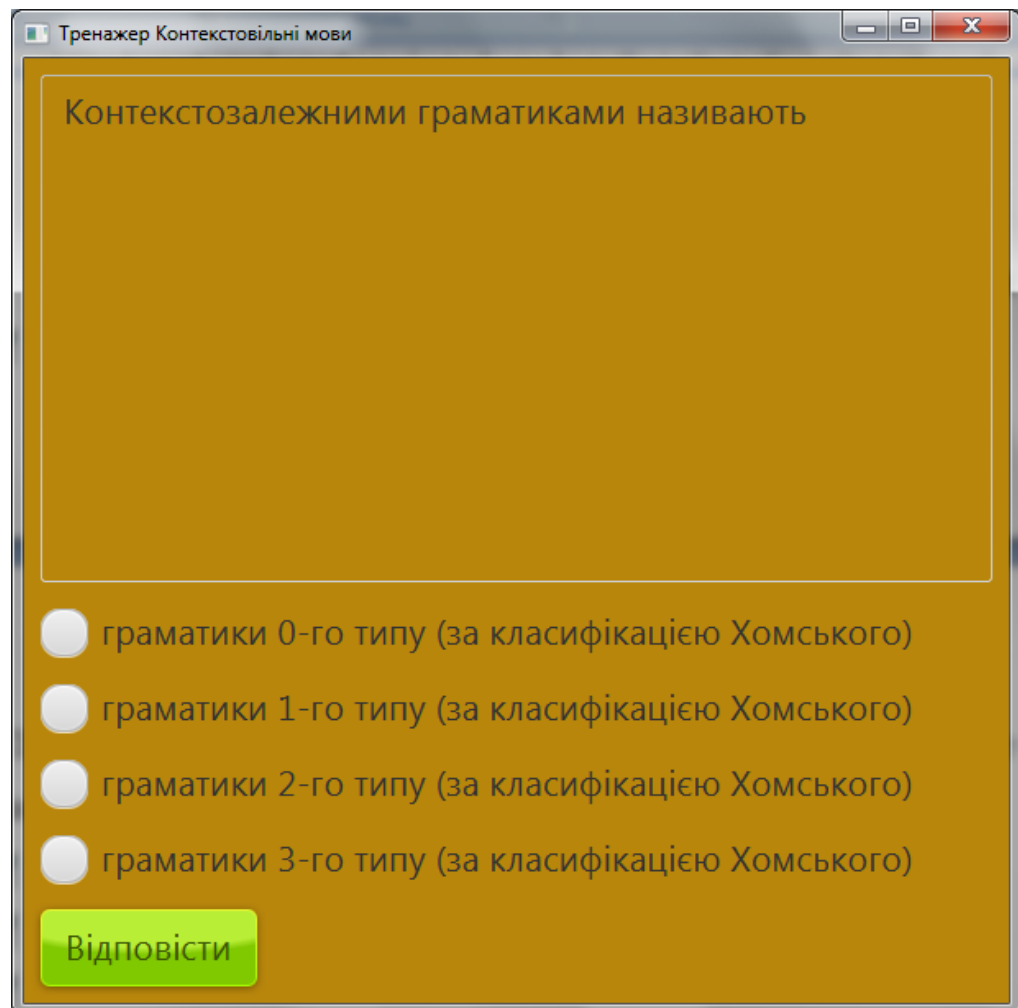 Тренажер Контекстовільні мови
Контекстозалежними граматиками називають
граматики 0-го типу (за класифікацією Хомського)
граматики 1-го типу (за класифікацією Хомського)
граматики 2-го типу (за класифікацією Хомського)
граматики 3-го типу (за класифікацією Хомського)
Відповісти